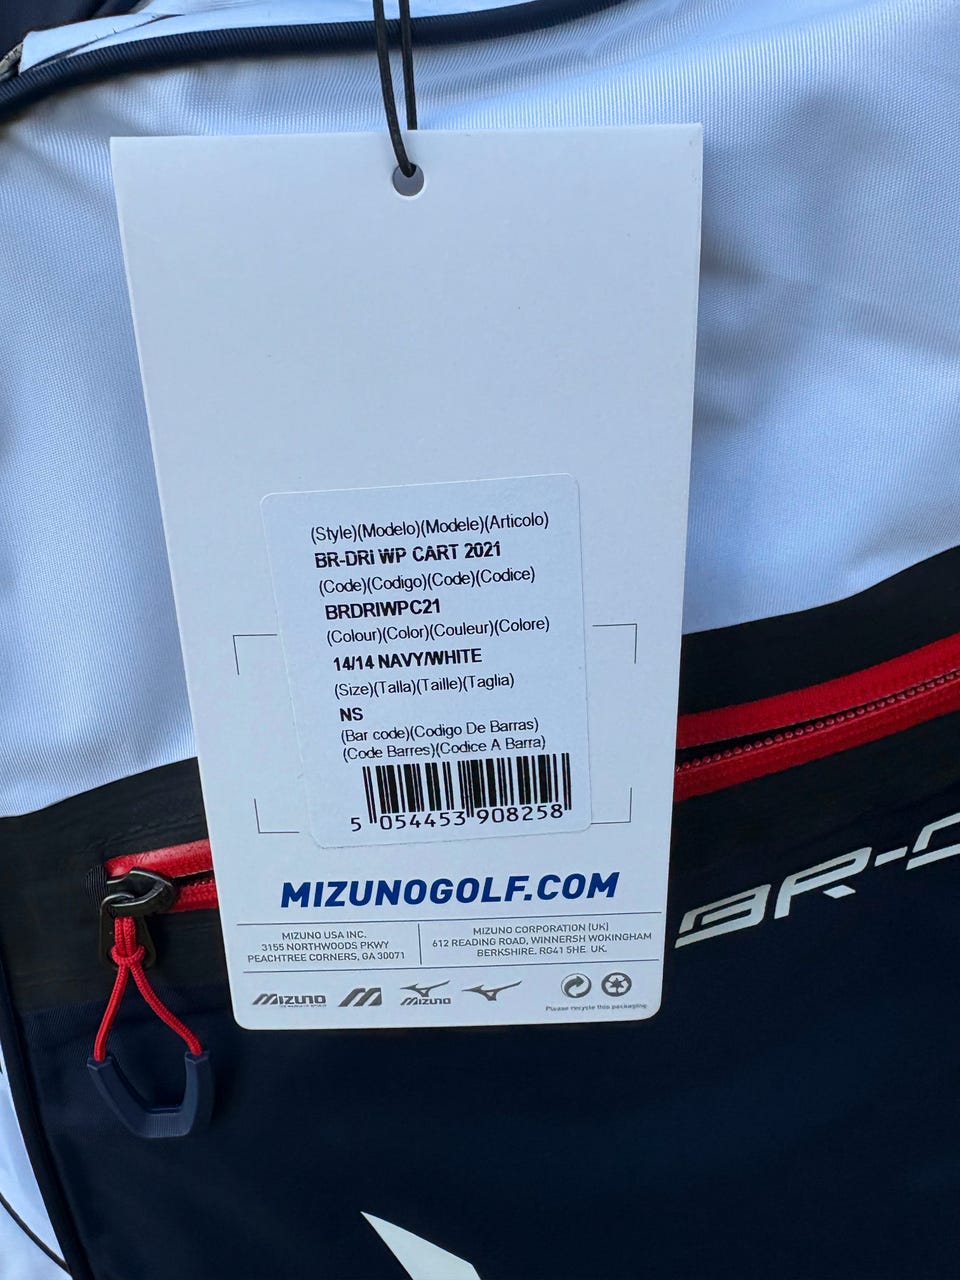 (Style)(Modelo)(Modele)(Articolo)
BR-DRi WP CART 2021
(Code)(Codigo)(Code)(Codice)
BRDRIWPC21
(Colour)(Color)(Couleur)(Colore)
14/14 NAVY/WHITE
(Size)(Talla)(Taille)(Taglia)
NS
(Bar code)(Codigo De Barras)
(Code Barres)(Codice A Barra)
5 054453 908258
MIZUNOGOLF.COM
MIZUNO USA INC.
3155 NORTHWOODS PKWY
PEACHTREE CORNERS, GA 30071
MIZUNO CORPORATION (UK)
612 READING ROAD, WINNERSH WOKINGHAM
BERKSHIRE. RG41 5HE. UK.
MIZUNO
MIZUNO
Please recycle this packaging
BR-D